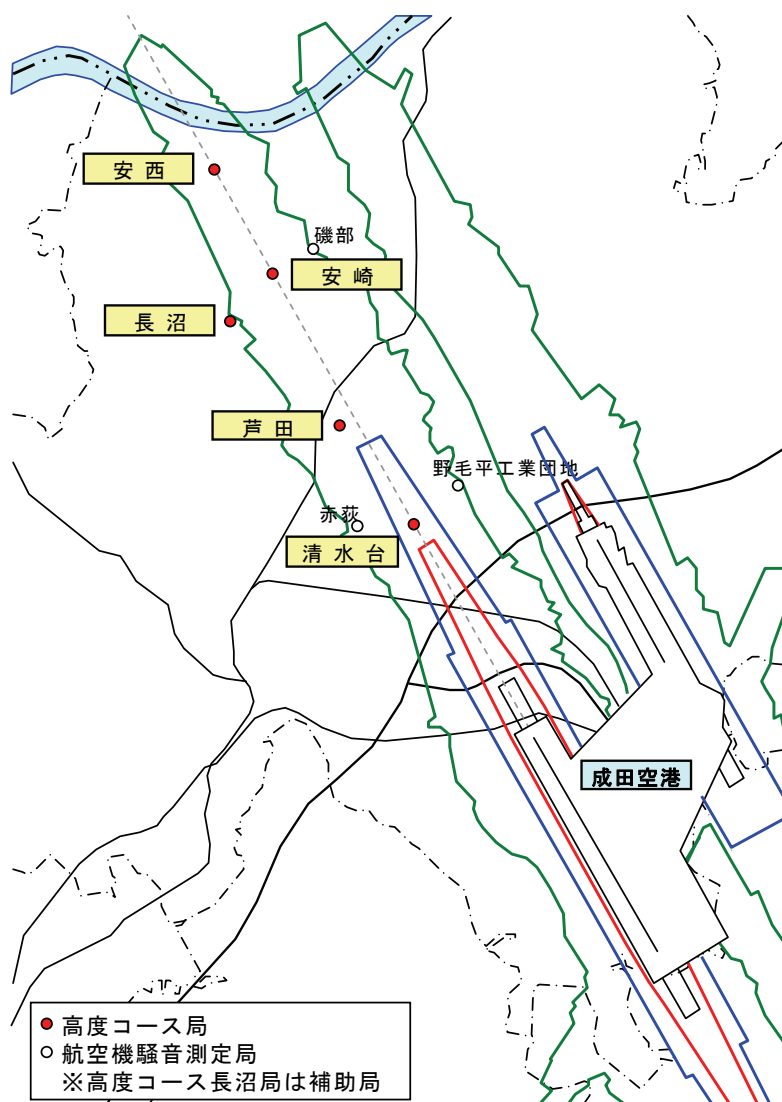 安西
磯部
安崎
長沼
芦田
野毛平工業団地
赤荻
清水台
成田空港
高度コース局
航空機騒音測定局
※高度コース長沼局は補助局